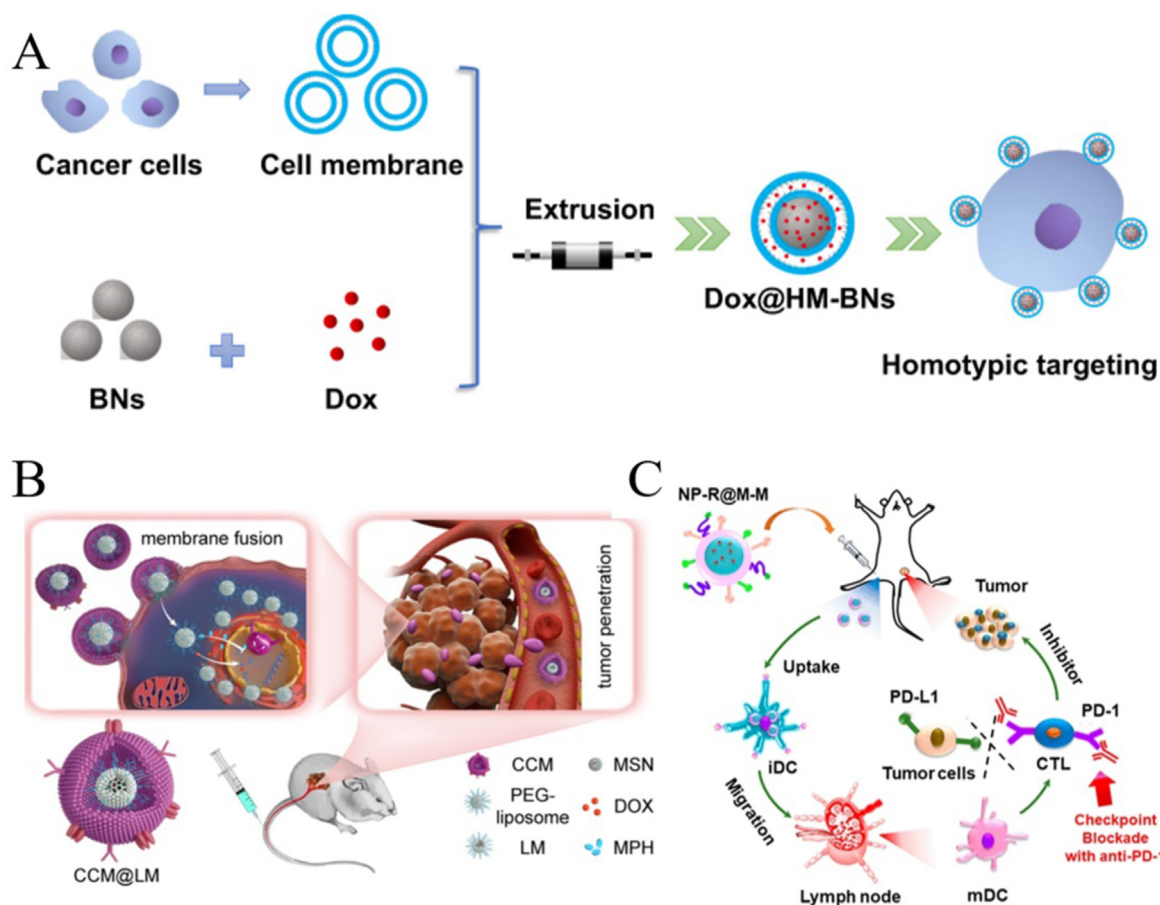 A
Cancer cells
Cell membrane
Extrusion
Dox@HM-BNs
Homotypic targeting
BNs
Dox
B
membrane fusion
tumor penetration
CCM@LM
CCM
MSN
PEG-
liposome
DOX
LM
MPH
C
NP-R@M-M
Tumor
Uptake
Inhibitor
PD-L1
PD-1
iDC
Tumor cells
CTL
Migration
Checkpoint
Blockade
with anti-PD-1
Lymph node
mDC